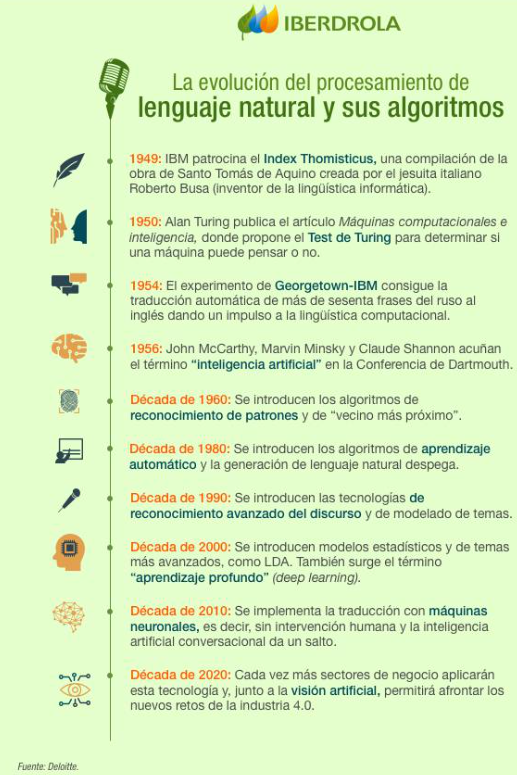 IBERDROLA
La evolución del procesamiento de
lenguaje natural y sus algoritmos
1949: IBM patrocina el Index Thomisticus, una compilación de la
obra de Santo Tomás de Aquino creada por el jesuita italiano
Roberto Busa (inventor de la lingüística informática).
1950: Alan Turing publica el artículo Máquinas computacionales e
inteligencia, donde propone el Test de Turing para determinar si
una máquina puede pensar o no.
1954: El experimento de Georgetown-IBM consigue la
traducción automática de más de sesenta frases del ruso al
inglés dando un impulso a la lingüística computacional.
1956: John McCarthy, Marvin Minsky y Claude Shannon acuñan
el término “inteligencia artificial” en la Conferencia de Dartmouth.
Década de 1960: Se introducen los algoritmos de
reconocimiento de patrones y de “vecino más próximo”.
Década de 1980: Se introducen los algoritmos de aprendizaje
automático y la generación de lenguaje natural despega.
Década de 1990: Se introducen las tecnologías de
reconocimiento avanzado del discurso y de modelado de temas.
Década de 2000: Se introducen modelos estadísticos y de temas
más avanzados, como LDA. También surge el término
“aprendizaje profundo” (deep learning).
Década de 2010: Se implementa la traducción con máquinas
neuronales, es decir, sin intervención humana y la inteligencia
artificial conversacional da un salto.
Década de 2020: Cada vez más sectores de negocio aplicarán
esta tecnología y, junto a la visión artificial, permitirá afrontar los
nuevos retos de la industria 4.0.
Fuente: Deloitte.